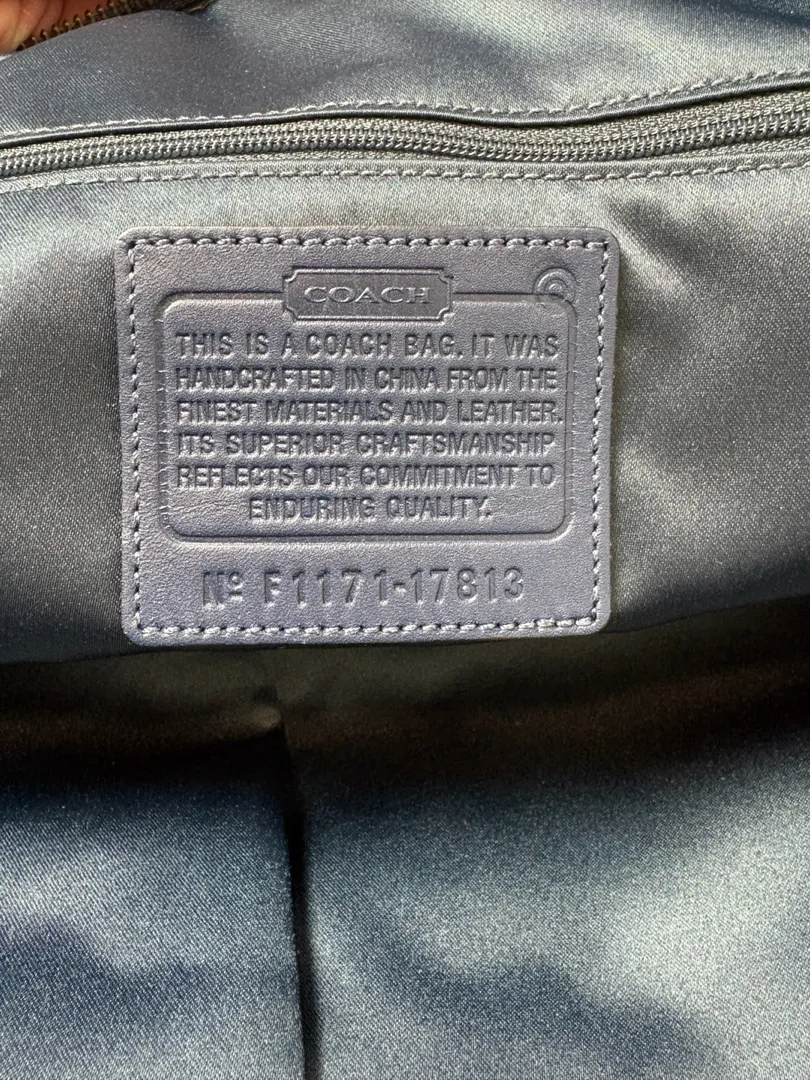 COACH
THIS IS A COACH BAG. IT WAS
HANDCRAFTED IN CHINA FROM THE
FINEST MATERIALS AND LEATHER.
ITS SUPERIOR CRAFTSMANSHIP
REFLECTS OUR COMMITMENT TO
ENDURING QUALITY.
Nº F1171-17813